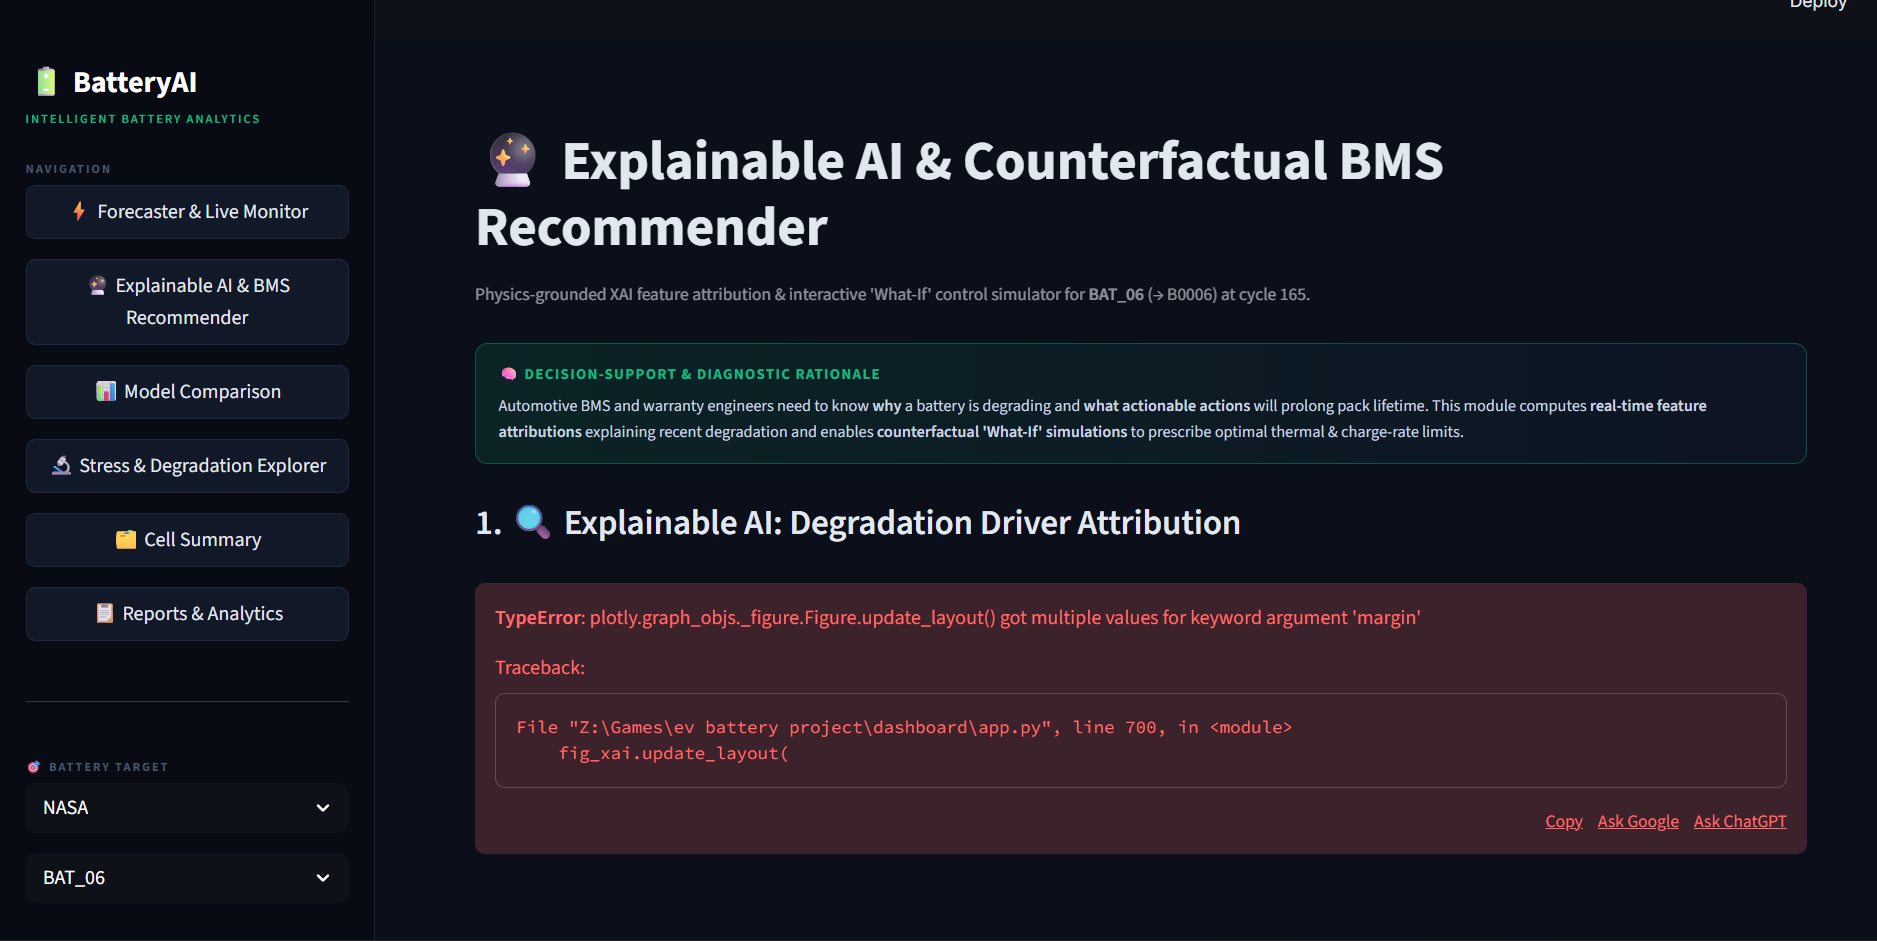 Deploy
BatteryAI
INTELLIGENT BATTERY ANALYTICS
NAVIGATION
Forecaster & Live Monitor
Explainable AI & BMS
Recommender
Model Comparison
Stress & Degradation Explorer
Cell Summary
Reports & Analytics
BATTERY TARGET
NASA
BAT_06
Explainable AI & Counterfactual BMS
Recommender
Physics-grounded XAI feature attribution & interactive 'What-If' control simulator for BAT_06 (→ B0006) at cycle 165.
DECISION-SUPPORT & DIAGNOSTIC RATIONALE
Automotive BMS and warranty engineers need to know why a battery is degrading and what actionable actions will prolong pack lifetime. This module computes real-time feature
attributions explaining recent degradation and enables counterfactual 'What-If' simulations to prescribe optimal thermal & charge-rate limits.
1. Explainable AI: Degradation Driver Attribution
TypeError: plotly.graph_objs._figure.Figure.update_layout() got multiple values for keyword argument 'margin'
Traceback:
File "Z:\Games\ev battery project\dashboard\app.py", line 700, in <module>
fig_xai.update_layout(
Copy Ask Google Ask ChatGPT